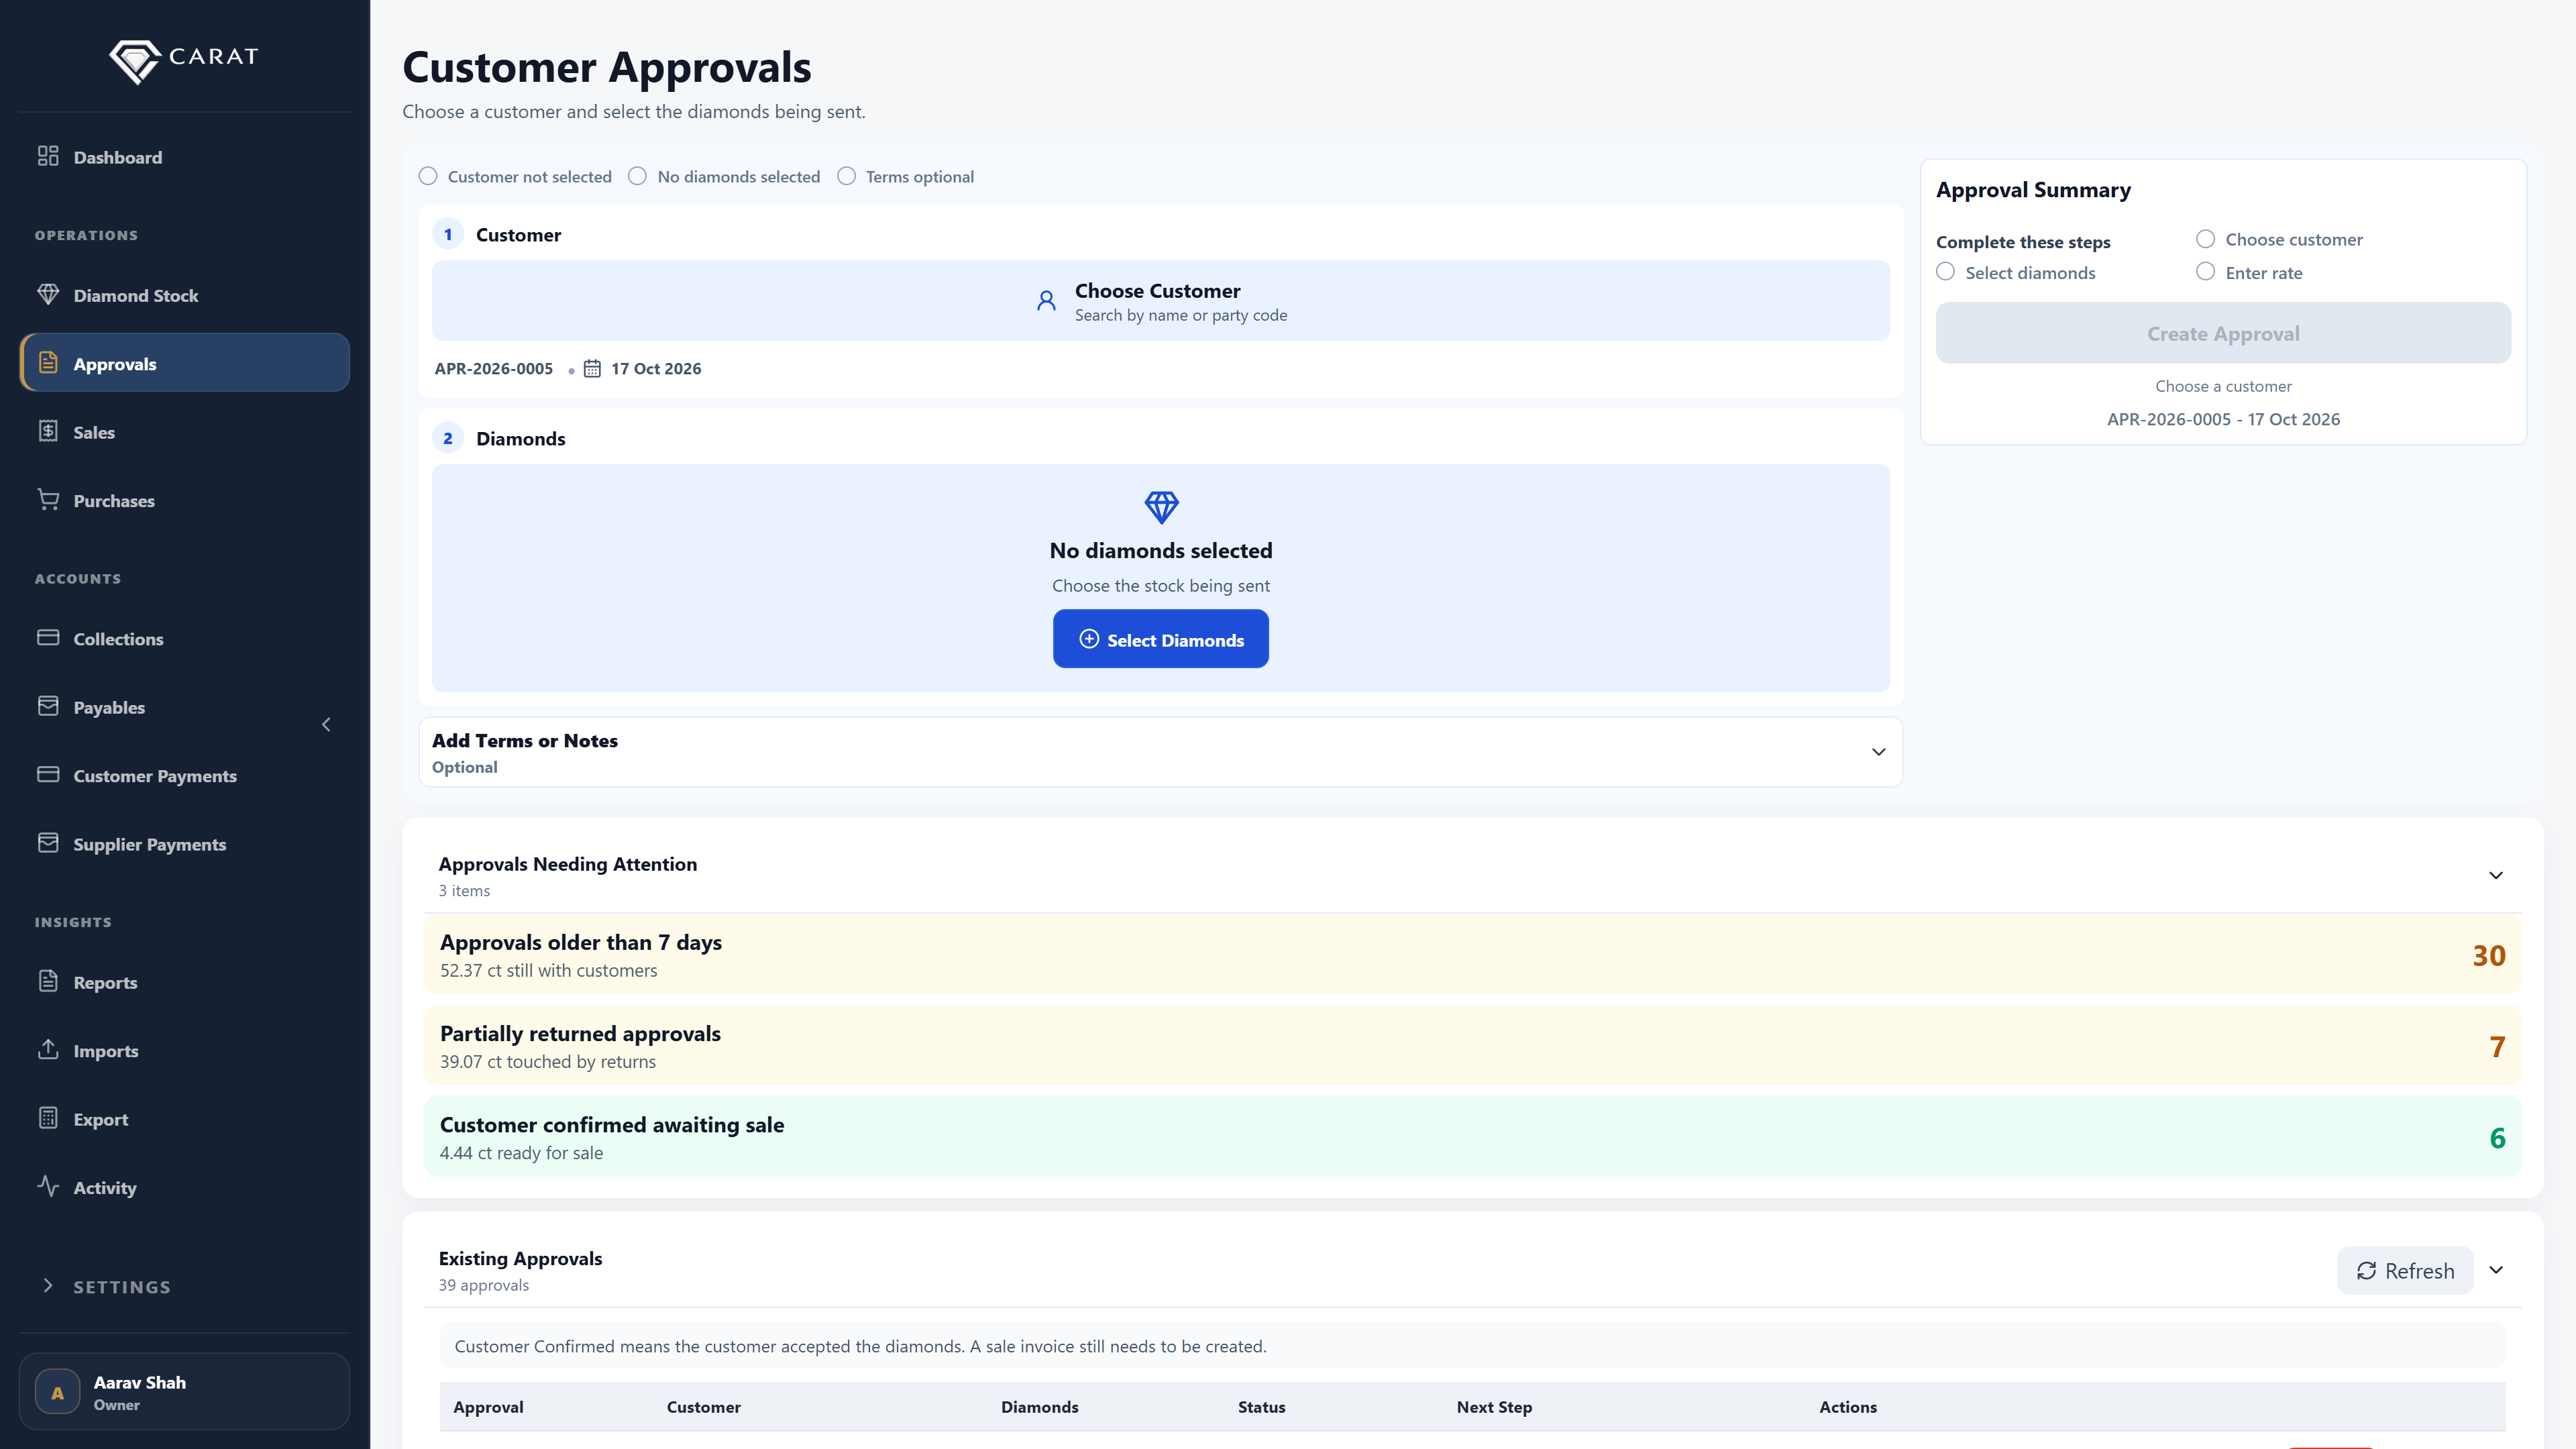 CARAT
Dashboard
OPERATIONS
Diamond Stock
Approvals
Sales
Purchases
ACCOUNTS
Collections
Payables
Customer Payments
Supplier Payments
INSIGHTS
Reports
Imports
Export
Activity
SETTINGS
A
Aarav Shah
Owner
Customer Approvals
Choose a customer and select the diamonds being sent.
Customer not selected
No diamonds selected
Terms optional
1 Customer
Choose Customer
Search by name or party code
APR-2026-0005 • 17 Oct 2026
2 Diamonds
No diamonds selected
Choose the stock being sent
Select Diamonds
Add Terms or Notes
Optional
Approval Summary
Complete these steps
Choose customer
Select diamonds
Enter rate
Create Approval
Choose a customer
APR-2026-0005 - 17 Oct 2026
Approvals Needing Attention
3 items
Approvals older than 7 days
52.37 ct still with customers
30
Partially returned approvals
39.07 ct touched by returns
7
Customer confirmed awaiting sale
4.44 ct ready for sale
6
Existing Approvals
39 approvals
Refresh
Customer Confirmed means the customer accepted the diamonds. A sale invoice still needs to be created.
Approval Customer Diamonds Status Next Step Actions